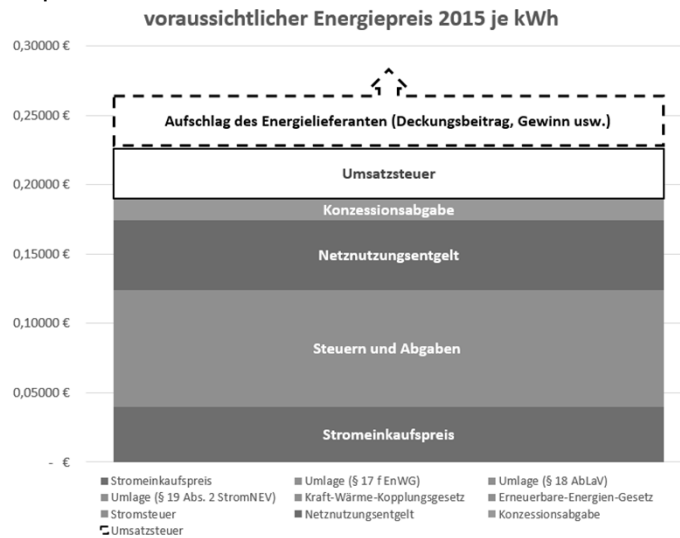 voraussichtlicher Energiepreis 2015 je kWh
0,30000 €
0,25000 €
Aufschlag des Energielieferanten (Deckungsbeitrag, Gewinn usw.)
Umsatzsteuer
0,20000 €
Konzessionsabgabe
Netznutzungsentgelt
0,15000 €
0,10000 €
Steuern und Abgaben
0,05000 €
Stromeinkaufspreis
- €
Stromeinkaufspreis Umlage (§ 17 f EnWG) Umlage (§ 18 AbLaV)
Umlage (§ 19 Abs. 2 StromNEV) Kraft-Wärme-Kopplungsgesetz Erneuerbare-Energien-Gesetz
Stromsteuer Netznutzungsentgelt Konzessionsabgabe
Umsatzsteuer